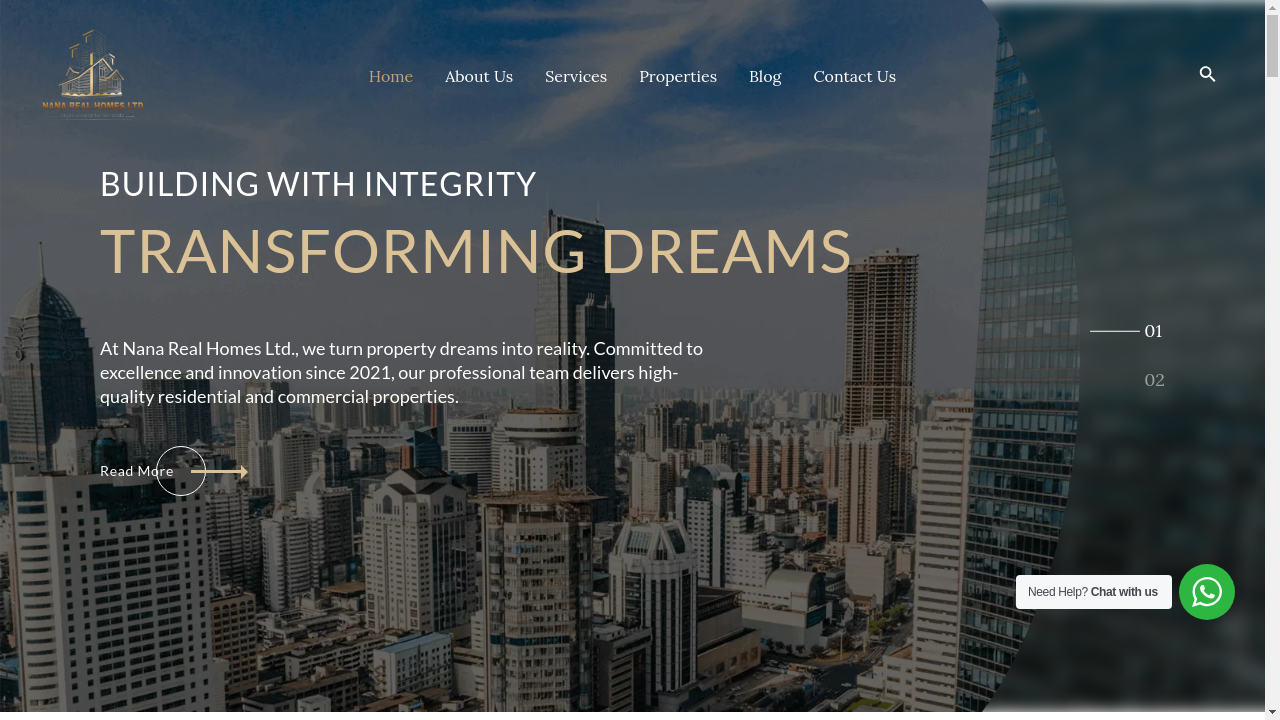 NANA REAL HOMES LTD
Home
About Us
Services
Properties
Blog
Contact Us
BUILDING WITH INTEGRITY
TRANSFORMING DREAMS
At Nana Real Homes Ltd., we turn property dreams into reality. Committed to
excellence and innovation since 2021, our professional team delivers high-
quality residential and commercial properties.
Read More
01
02
Need Help? Chat with us